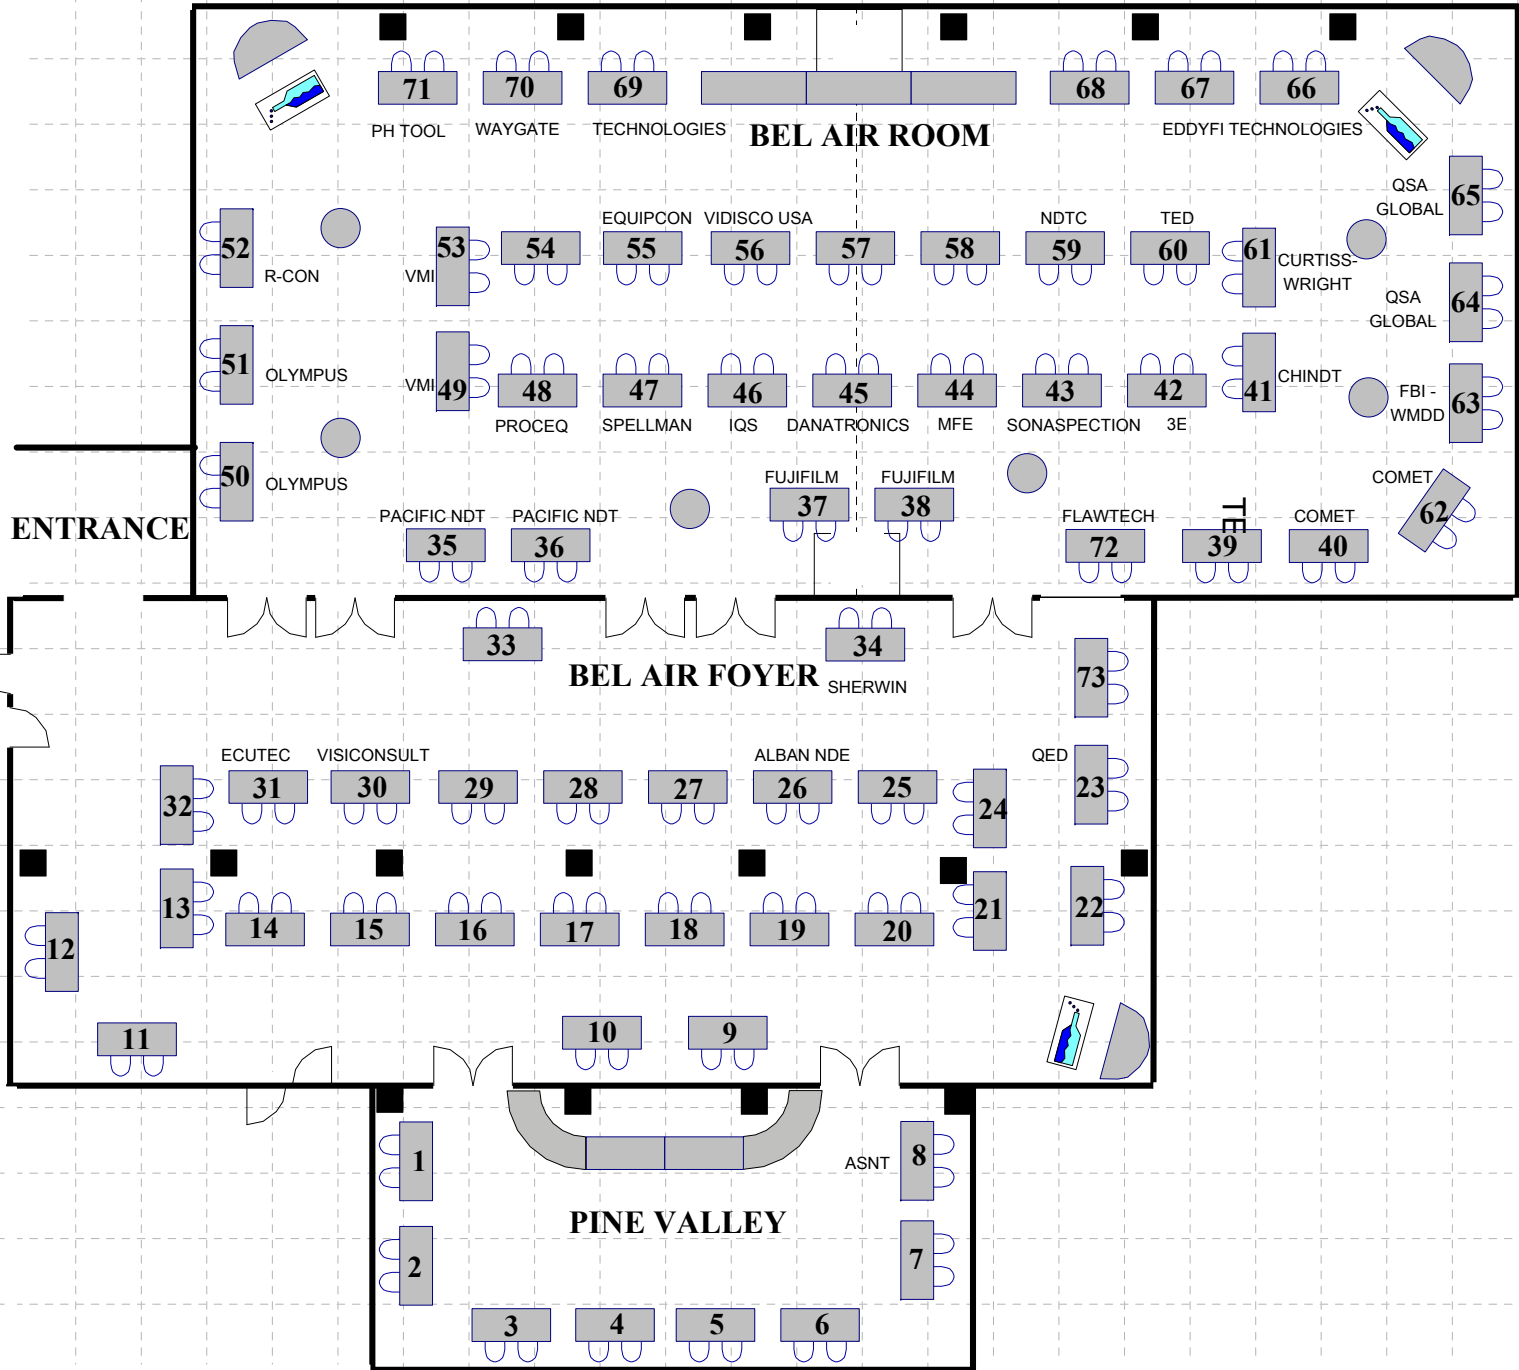 71 70 69 68 67 66
PH TOOL WAYGATE TECHNOLOGIES EDDYFI TECHNOLOGIES
BEL AIR ROOM
65
QSA
GLOBAL
EQUIPCON VIDISCO USA NDTC TED
52 53 54 55 56 57 58 59 60 61
R-CON VMI CURTISS-
WRIGHT
64
QSA
GLOBAL
51 49 48 47 46 45 44 43 42 41
OLYMPUS VMI CHINDT
63
FBI -
WMDD
PROCEQ SPELLMAN IQS DANATRONICS MFE SONASPECTION 3E
50
OLYMPUS
FUJIFILM FUJIFILM COMET
37 38 62
ENTRANCE
PACIFIC NDT PACIFIC NDT FLAWTECH TE COMET
35 36 72 39 40
33 34
BEL AIR FOYER
SHERWIN
73
ECUTEC VISICONSULT ALBAN NDE QED
32 31 30 29 28 27 26 25 24 23
13 14 15 16 17 18 19 20 21 22
12
11 10 9
1 8
ASNT
PINE VALLEY
2 7
3 4 5 6